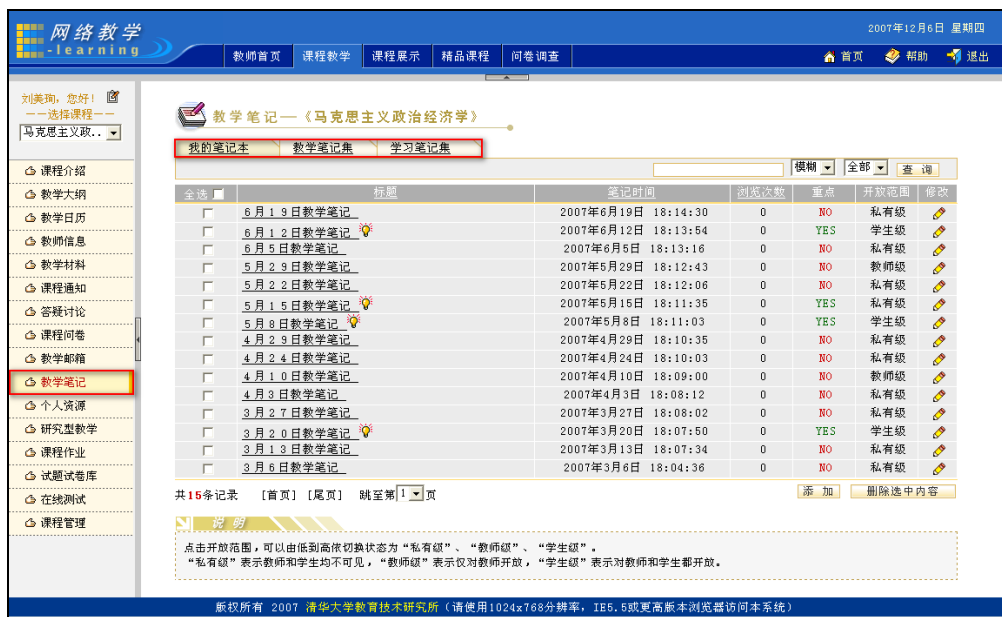 网络教学
-learning
2007年12月6日 星期四
教师首页 课程教学 课程展示 精品课程 问卷调查 首页 帮助 退出
刘美珣，您好！
——选择课程——
马克思主义政..
课程介绍
教学大纲
教学日历
教师信息
教学材料
课程通知
答疑讨论
课程问卷
教学邮箱
教学笔记
个人资源
研究型教学
课程作业
试题试卷库
在线测试
课程管理
教学笔记—《马克思主义政治经济学》
我的笔记本 教学笔记集 学习笔记集
模糊 全部 查 询
全选 标题 笔记时间 浏览次数 重点 开放范围 修改
6月19日教学笔记 2007年6月19日 18:14:30 0 NO 私有级
6月12日教学笔记 2007年6月12日 18:13:54 0 YES 学生级
6月5日教学笔记 2007年6月5日 18:13:16 0 NO 私有级
5月29日教学笔记 2007年5月29日 18:12:43 0 NO 教师级
5月22日教学笔记 2007年5月22日 18:12:06 0 NO 私有级
5月15日教学笔记 2007年5月15日 18:11:35 0 YES 私有级
5月8日教学笔记 2007年5月8日 18:11:03 0 YES 学生级
4月29日教学笔记 2007年4月29日 18:10:35 0 NO 私有级
4月24日教学笔记 2007年4月24日 18:10:03 0 NO 私有级
4月10日教学笔记 2007年4月10日 18:09:00 0 NO 教师级
4月3日教学笔记 2007年4月3日 18:08:12 0 NO 私有级
3月27日教学笔记 2007年3月27日 18:08:02 0 NO 私有级
3月20日教学笔记 2007年3月20日 18:07:50 0 YES 学生级
3月13日教学笔记 2007年3月13日 18:07:34 0 NO 私有级
3月6日教学笔记 2007年3月6日 18:04:36 0 NO 私有级
共15条记录 [首页] [尾页] 跳至第 1 页 添 加 删除选中内容
说 明
点击开放范围，可以由低到高依切换状态为“私有级”、“教师级”、“学生级”。
“私有级”表示教师和学生均不可见，“教师级”表示仅对教师开放，“学生级”表示对教师和学生都开放。
版权所有 2007 清华大学教育技术研究所（请使用1024x768分辨率，IE5.5或更高版本浏览器访问本系统）